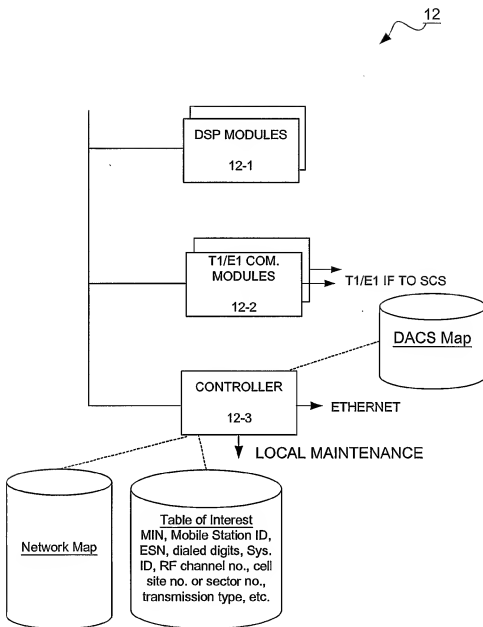 12
DSP MODULES
12-1
T1/E1 COM.
MODULES
12-2
T1/E1 IF TO SCS
DACS Map
CONTROLLER
12-3
ETHERNET
LOCAL MAINTENANCE
Network Map
Table of Interest
MIN, Mobile Station ID,
ESN, dialed digits, Sys.
ID, RF channel no., cell
site no. or sector no.,
transmission type, etc.